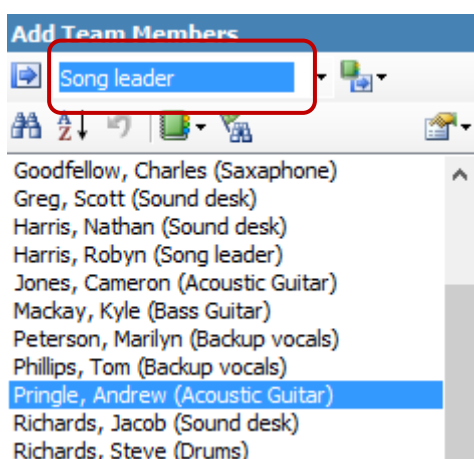 Add Team Members
Song leader
Goodfellow, Charles (Saxaphone)
Greg, Scott (Sound desk)
Harris, Nathan (Sound desk)
Harris, Robyn (Song leader)
Jones, Cameron (Acoustic Guitar)
Mackay, Kyle (Bass Guitar)
Peterson, Marilyn (Backup vocals)
Phillips, Tom (Backup vocals)
Pringle, Andrew (Acoustic Guitar)
Richards, Jacob (Sound desk)
Richards, Steve (Drums)